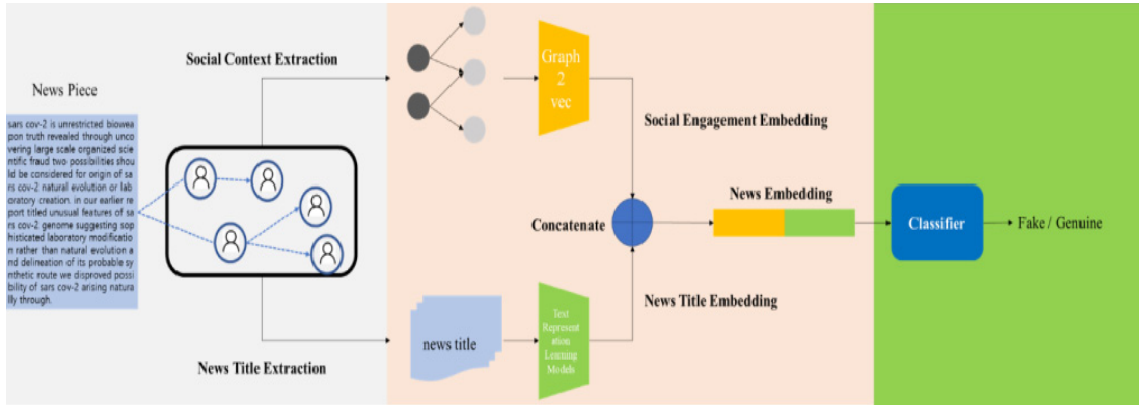 News Piece
sars cov-2 is unrestricted biowea
pon truth revealed through unco
vering large scale organized scie
ntific fraud two possibilities shou
ld be considered for origin of sa
rs cov-2 natural evolution or lab
oratory creation. in our earlier re
port titled unusual features of sa
rs cov-2 genome suggesting sop
histicated laboratory modificatio
n rather than natural evolution a
nd delineation of its probable sy
nthetic route we disproved possi
bility of sars cov-2 arising natura
lly through.
Social Context Extraction
News Title Extraction
Graph
2
vec
news title
Text
Represent
ation
Learning
Models
Social Engagement Embedding
Concatenate
News Title Embedding
News Embedding
Classifier
Fake / Genuine